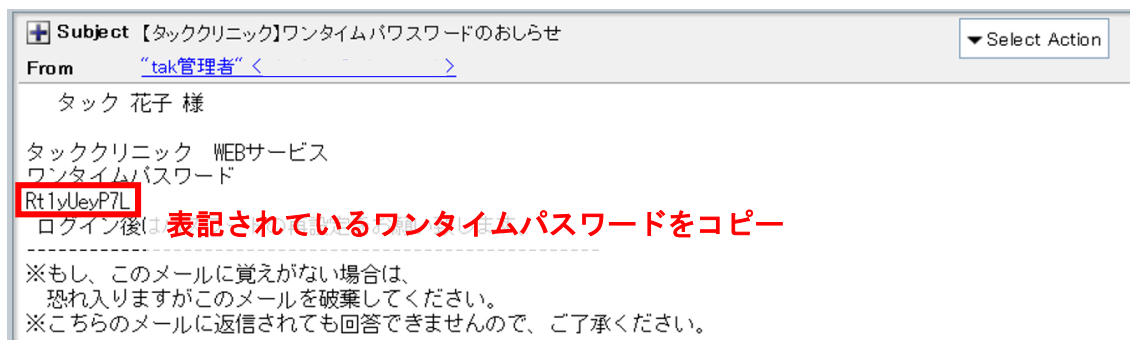 Subject 【タッククリニック】ワンタイムパワスワードのおしらせ
▼Select Action
From "tak管理者" < >
タック 花子 様
タッククリニック WEBサービス
ワンタイムパスワード
Rt1yUeyP7L
ログイン後は
表記されているワンタイムパスワードをコピー
--------------------------------------------------
※もし、このメールに覚えがない場合は、
恐れ入りますがこのメールを破棄してください。
※こちらのメールに返信されても回答できませんので、ご了承ください。